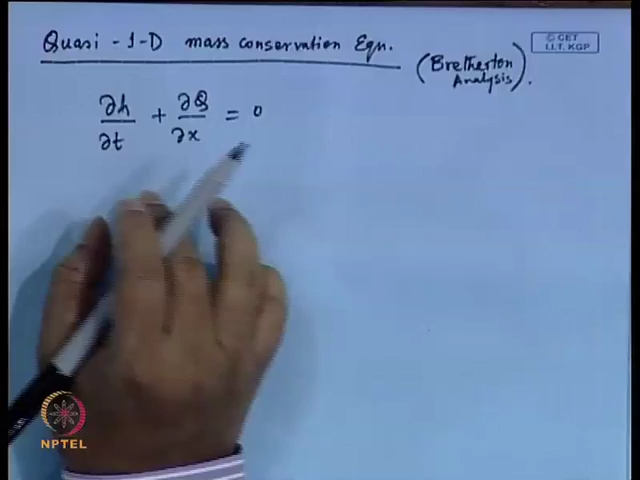 Quasi-1-D mass conservation Eqn.
(Bretherton Analysis).
© CET
I.I.T. KGP
∂h/∂t + ∂Q/∂x = 0
NPTEL